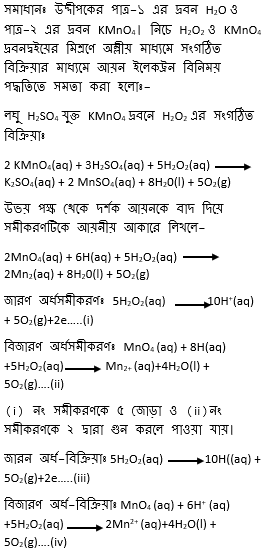 সমাধানঃ উদ্দীপকের পাত্র-১ এর দ্রবন H₂O ও
পাত্র-২ এর দ্রবন KMnO₄। নিচে H₂O₂ ও KMnO₄
দ্রবনদ্বইয়ের মিশ্রণে অম্লীয় মাধ্যমে সংগঠিত
বিক্রিয়ার মাধ্যমে আয়ন ইলেকট্রন বিনিময়
পদ্ধতিতে সমতা করা হলোঃ-
লঘূ H₂SO₄ যুক্ত KMnO₄ দ্রবনে H₂O₂ এর সংগঠিত
বিক্রিয়াঃ
2 KMnO₄(aq) + 3H₂SO₄(aq) + 5H₂O₂(aq) ⟶
K₂SO₄(aq) + 2 MnSO₄(aq) + 8H₂0(l) + 5O₂(g)
উভয় পক্ষ থেকে দর্শক আয়নকে বাদ দিয়ে
সমীকরণটিকে আয়নীয় আকারে লিখলে-
2MnO₄(aq) + 6H(aq) + 5H₂O₂(aq) ⟶
2Mn₂(aq) + 8H₂0(l) + 5O₂(g)
জারণ অর্ধসমীকরণঃ 5H₂O₂(aq) ⟶10H⁺(aq)
+ 5O₂(g)+2e.....(i)
বিজারণ অর্ধসমীকরণঃ MnO₄ (aq) + 8H(aq)
+5H₂O₂(aq)⟶ Mn₂₊ (aq)+4H₂O(l) +
5O₂(g)....(ii)
(i) নং সমীকরণকে ৫ (জোড়া ও (ii)নং
সমীকরণকে ২ দ্বারা গুন করলে পাওয়া যায়।
জারন অর্ধ-বিক্রিয়াঃ 5H₂O₂(aq) ⟶10H((aq) +
5O₂(g)+2e.....(iii)
বিজারণ অর্ধ-বিক্রিয়াঃ MnO₄ (aq) + 6H⁺ (aq)
+5H₂O₂(aq) ⟶ 2Mn²⁺ (aq)+4H₂O(l) +
5O₂(g)....(iv)